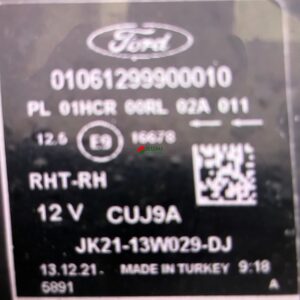 Ford
01061299900010
PL 01HCR 00RL 02A 011
12.5 E9 16678
RHT-RH
12 V CUJ9A
JK21-13W029-DJ
13.12.21- MADE IN TURKEY 9:18
5891 A